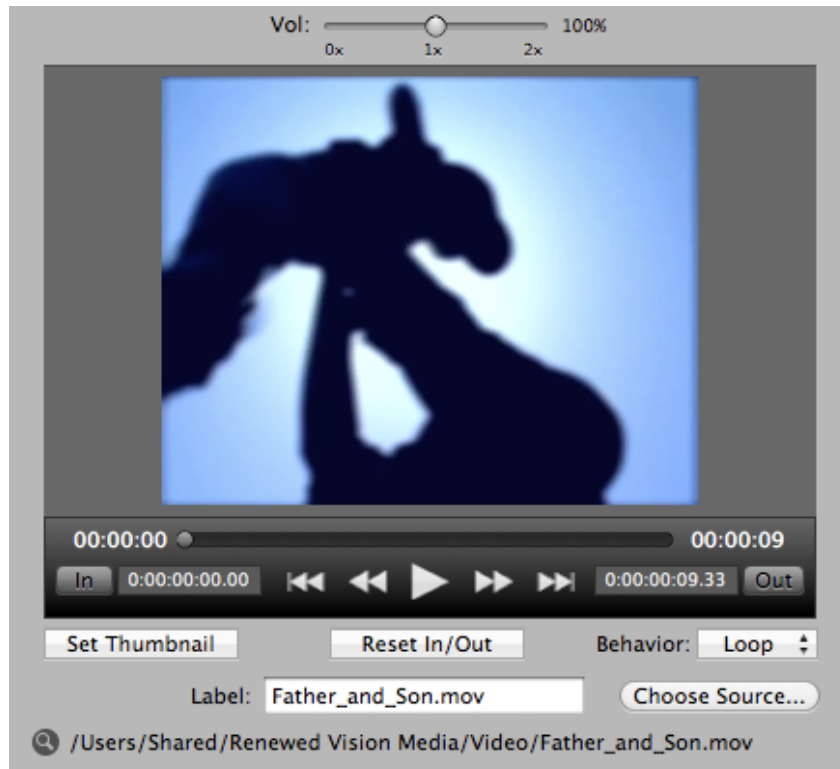 Vol: 100%
0x 1x 2x
00:00:00 00:00:09
In 0:00:00:00.00 0:00:00:09.33 Out
Set Thumbnail Reset In/Out Behavior: Loop
Label: Father_and_Son.mov Choose Source...
/Users/Shared/Renewed Vision Media/Video/Father_and_Son.mov